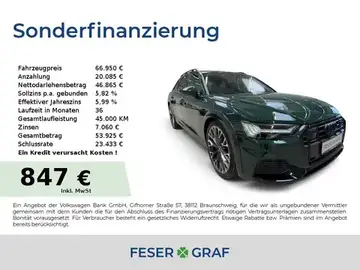 Sonderfinanzierung
Fahrzeugpreis 66.950 €
Anzahlung 20.085 €
Nettodarlehensbetrag 46.865 €
Sollzins p.a. gebunden 5,82 %
Effektiver Jahreszins 5,99 %
Laufzeit in Monaten 36
Gesamtlaufleistung 45.000 KM
Zinsen 7.060 €
Gesamtbetrag 53.925 €
Schlussrate 23.433 €
Ein Kredit verursacht Kosten !
847 €
inkl. MwSt
Ein Angebot der Volkswagen Bank GmbH, Gifhorner Straße 57, 38112 Braunschweig, für die wir als ungebundener Vermittler
gemeinsam mit dem Kunden die für den Abschluss des Finanzierungsvertrags nötigen Vertragsunterlagen zusammenstellen.
Bonität vorausgesetzt. Für Verbraucher besteht ein gesetzliches Widerrufsrecht. Etwaige Rabatte bzw. Prämien sind im Angebot
bereits berücksichtigt.
FESER GRAF